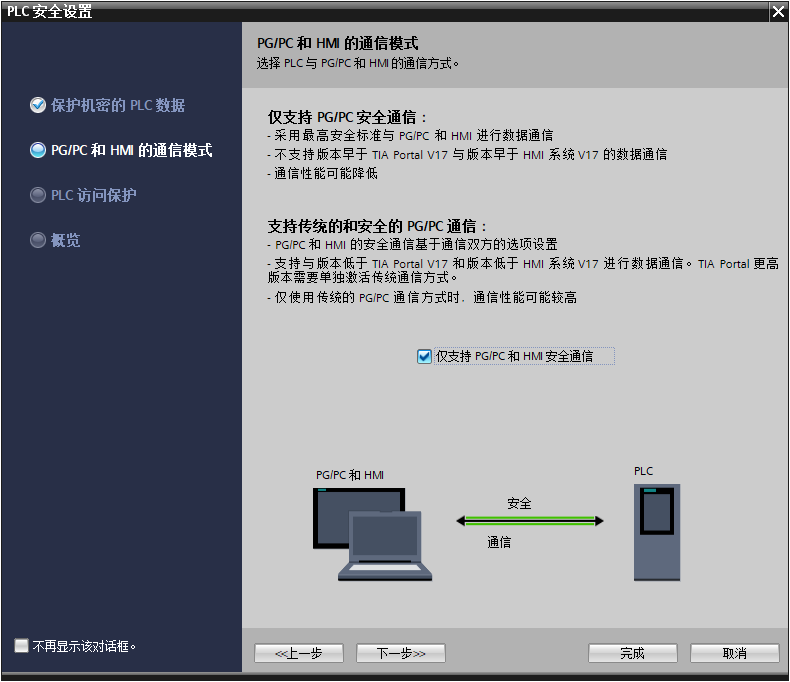 PLC 安全设置
保护机密的 PLC 数据
PG/PC 和 HMI 的通信模式
PLC 访问保护
概览
不再显示该对话框。
PG/PC 和 HMI 的通信模式
选择 PLC 与 PG/PC 和 HMI 的通信方式。
仅支持 PG/PC 安全通信：
- 采用最高安全标准与 PG/PC 和 HMI 进行数据通信
- 不支持版本早于 TIA Portal V17 与版本早于 HMI 系统 V17 的数据通信
- 通信性能可能降低
支持传统的和安全的 PG/PC 通信：
- PG/PC 和 HMI 的安全通信基于通信双方的选项设置
- 支持与版本低于 TIA Portal V17 和版本低于 HMI 系统 V17 进行数据通信。TIA Portal 更高
版本需要单独激活传统通信方式。
- 仅使用传统的 PG/PC 通信方式时，通信性能可能较高
仅支持 PG/PC 和 HMI 安全通信
PG/PC 和 HMI
PLC
安全
通信
<<上一步
下一步>>
完成
取消